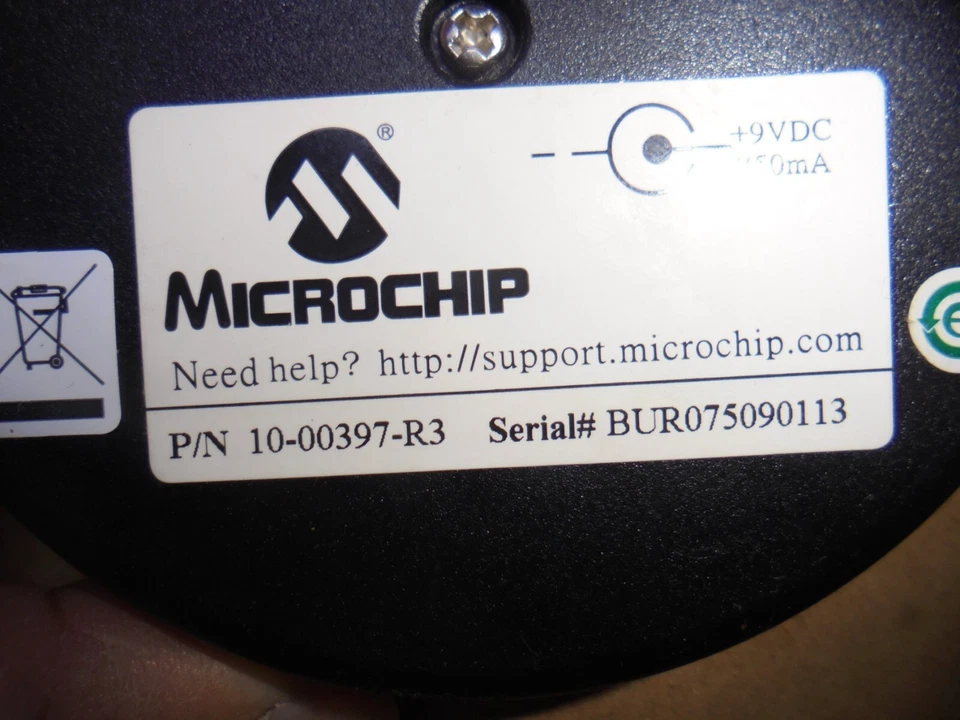 ®
+9VDC
MICROCHIP
Need help? http://support.microchip.com
P/N 10-00397-R3 Serial# BUR075090113
e